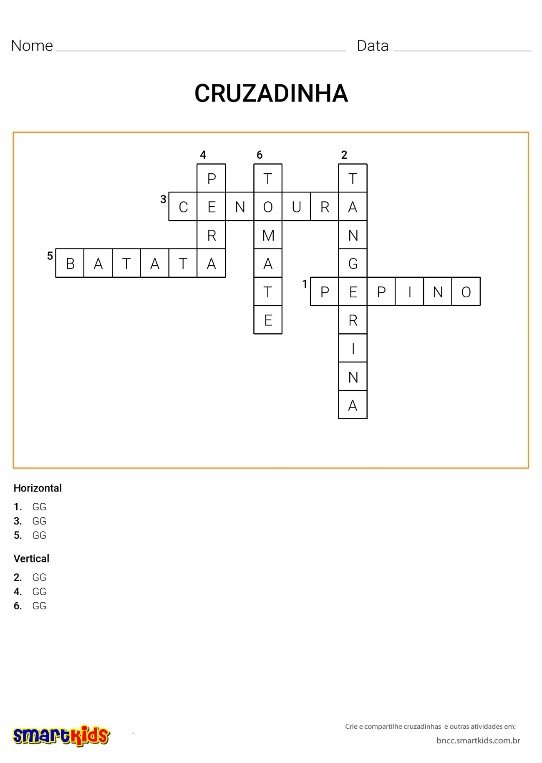 Nome Data
CRUZADINHA
4 6 2
P T T
3 C E N O U R A
R M N
5 B A T A T A A G
T 1 P E P I N O
E R
I
N
A
Horizontal
1. GG
3. GG
5. GG
Vertical
2. GG
4. GG
6. GG
smartkids
Crie e compartilhe cruzadinhas e outras atividades em:
bncc.smartkids.com.br